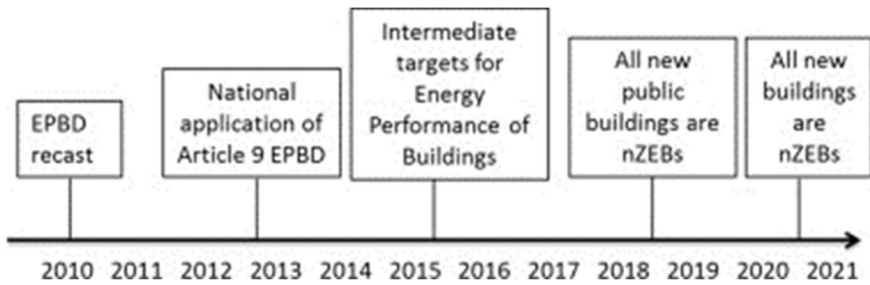 EPBD
recast
National
application of
Article 9 EPBD
Intermediate
targets for
Energy
Performance of
Buildings
All new
public
buildings are
nZEBs
All new
buildings
are
nZEBs
2010 2011 2012 2013 2014 2015 2016 2017 2018 2019 2020 2021